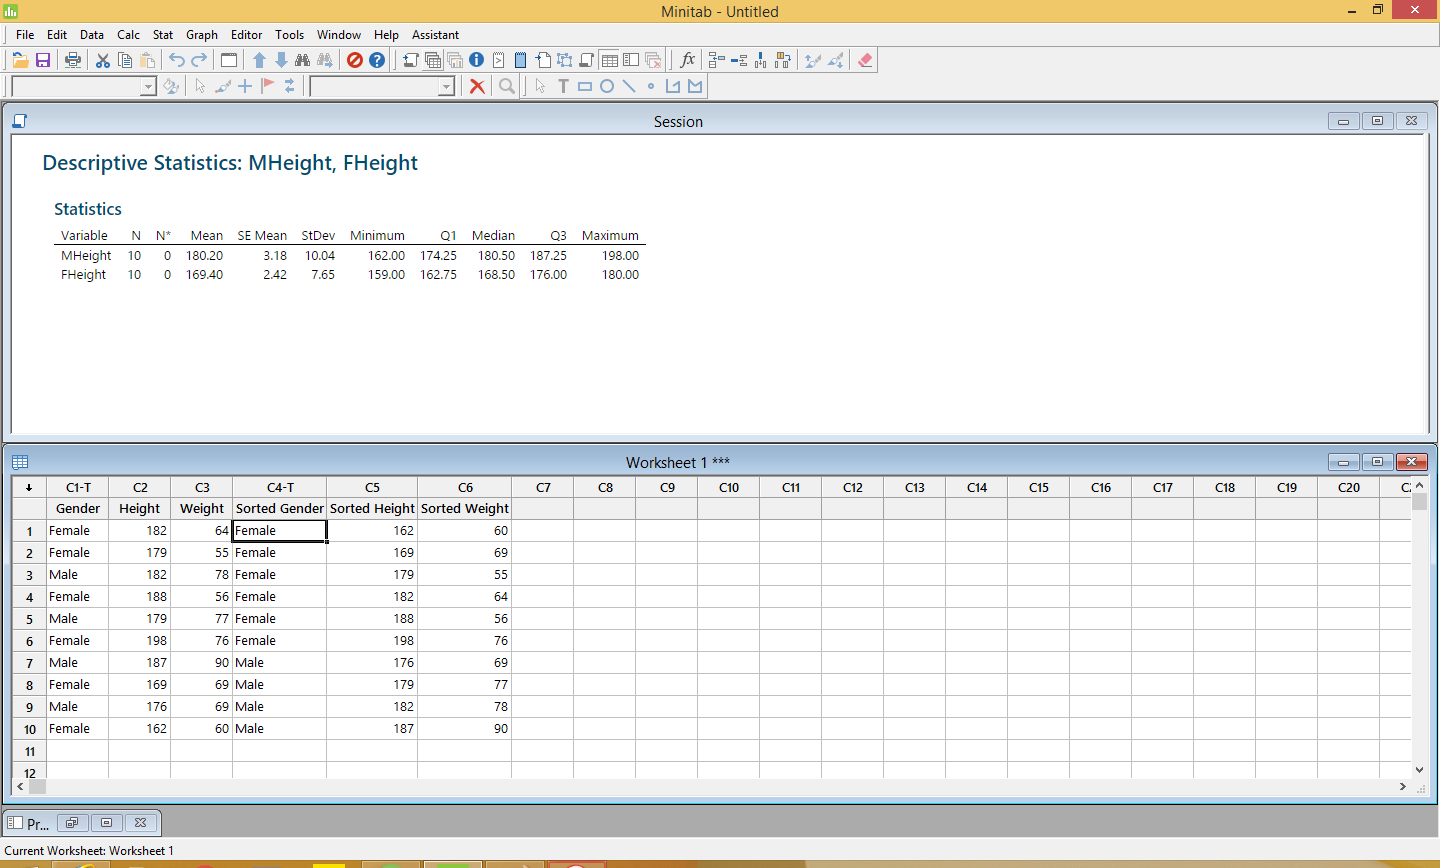 Minitab - Untitled
File Edit Data Calc Stat Graph Editor Tools Window Help Assistant
Session
Descriptive Statistics: MHeight, FHeight
Statistics
Variable N N* Mean SE Mean StDev Minimum Q1 Median Q3 Maximum
MHeight 10 0 180.20 3.18 10.04 162.00 174.25 180.50 187.25 198.00
FHeight 10 0 169.40 2.42 7.65 159.00 162.75 168.50 176.00 180.00
Worksheet 1 ***
C1-T C2 C3 C4-T C5 C6 C7 C8 C9 C10 C11 C12 C13 C14 C15 C16 C17 C18 C19 C20
Gender Height Weight Sorted Gender Sorted Height Sorted Weight
1 Female 182 64 Female 162 60
2 Female 179 55 Female 169 69
3 Male 182 78 Female 179 55
4 Female 188 56 Female 182 64
5 Male 179 77 Female 188 56
6 Female 198 76 Female 198 76
7 Male 187 90 Male 176 69
8 Female 169 69 Male 179 77
9 Male 176 69 Male 182 78
10 Female 162 60 Male 187 90
11
12
Pr...
Current Worksheet: Worksheet 1